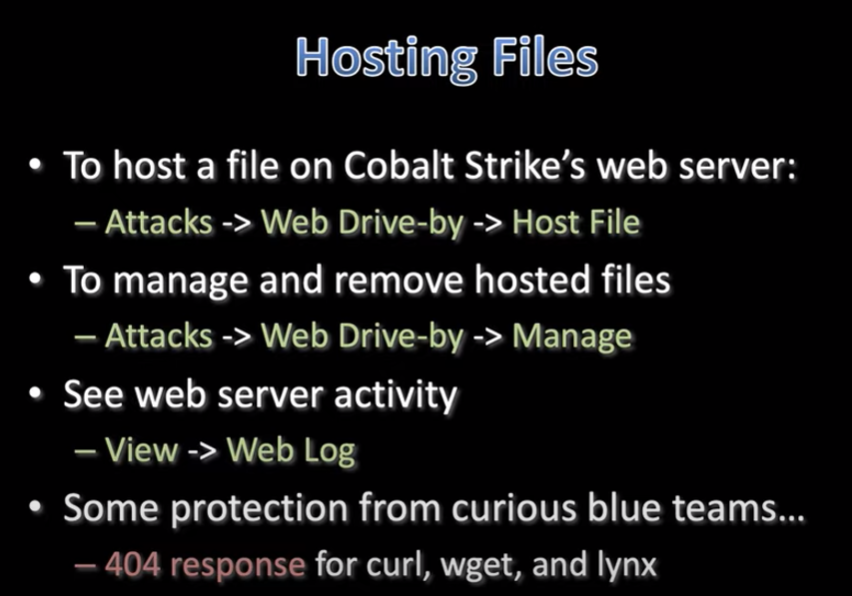 Hosting Files
• To host a file on Cobalt Strike’s web server:
– Attacks -> Web Drive-by -> Host File
• To manage and remove hosted files
– Attacks -> Web Drive-by -> Manage
• See web server activity
– View -> Web Log
• Some protection from curious blue teams…
– 404 response for curl, wget, and lynx